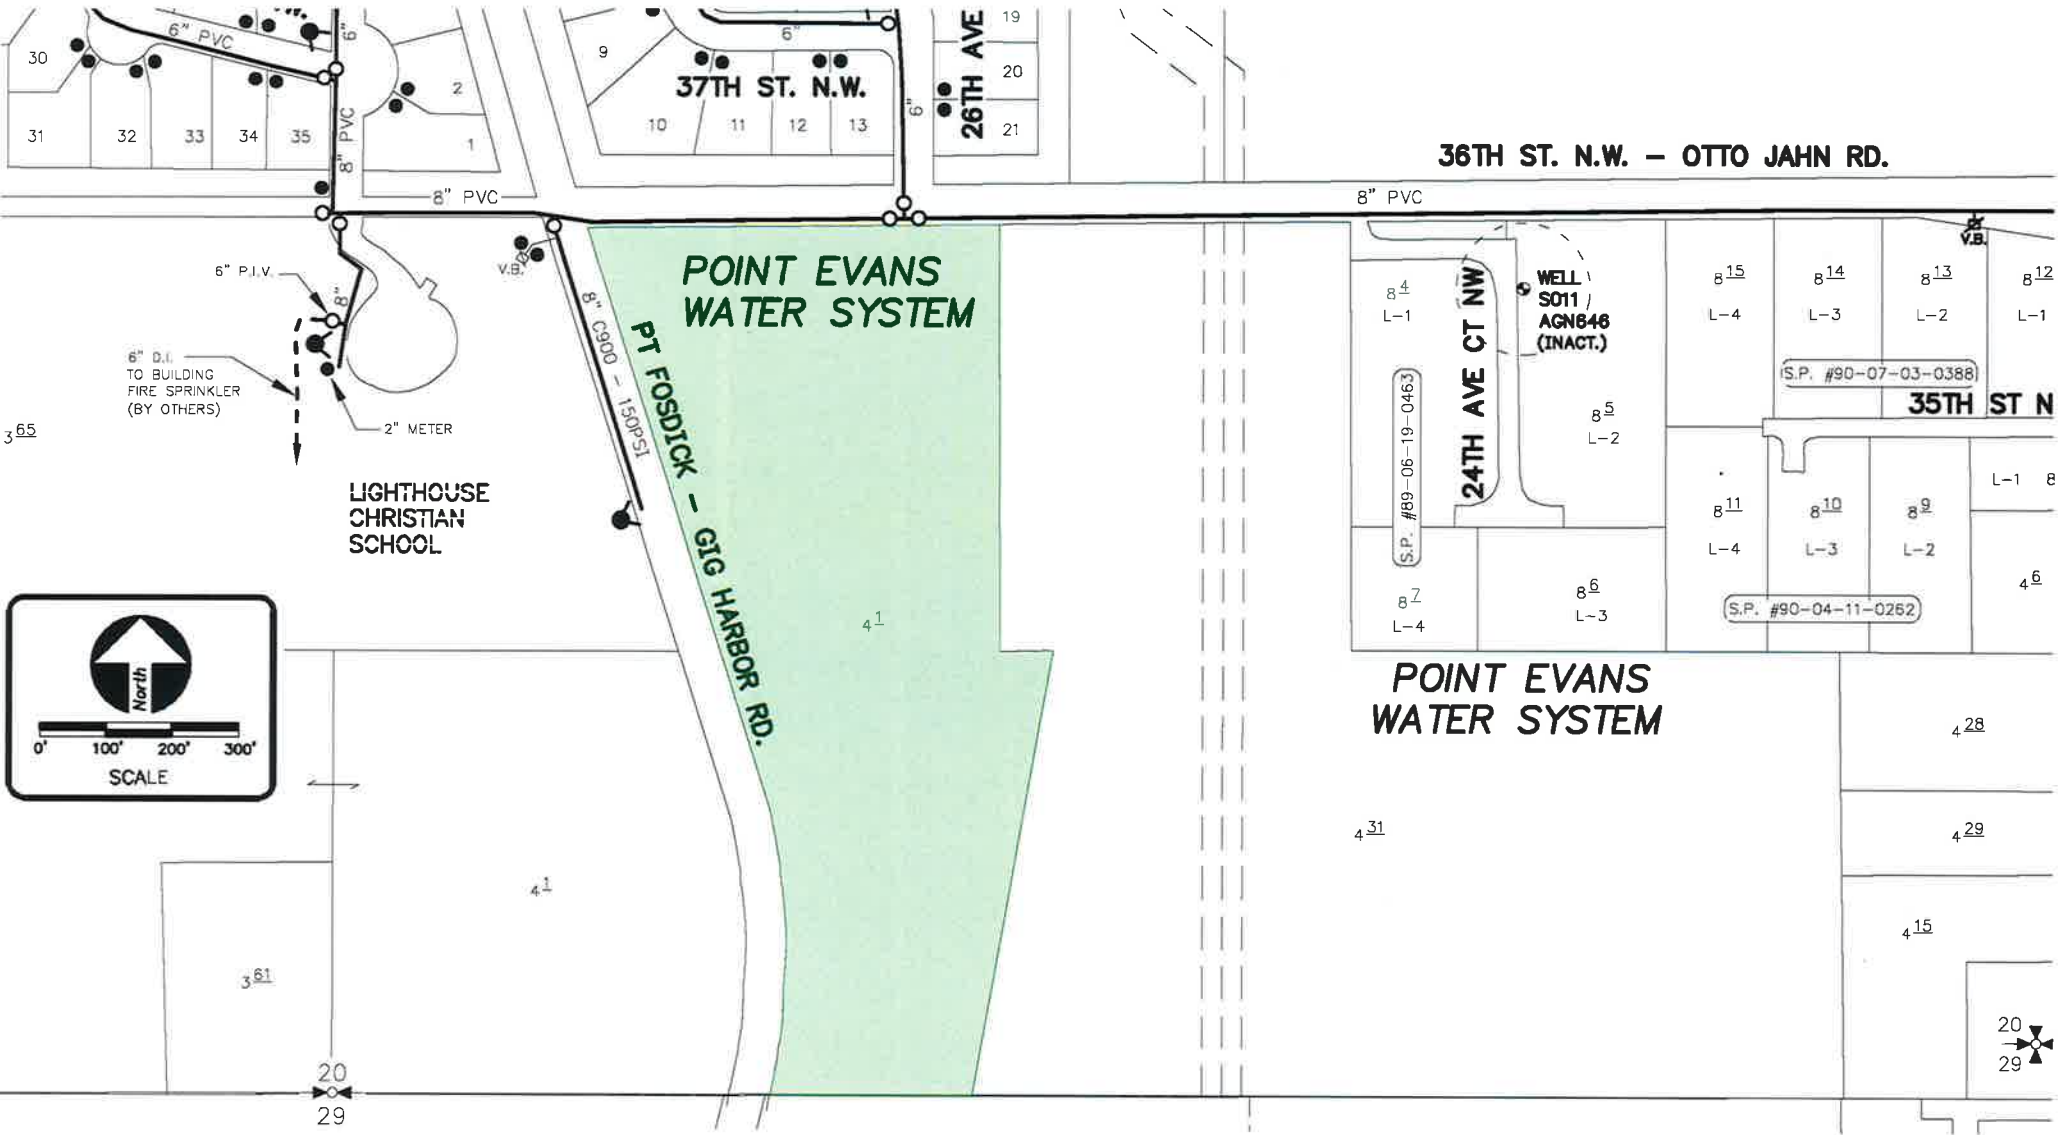 6" PVC
6"
30
31
32
33
34
35
8" PVC
2
1
9
6"
37TH ST. N.W.
10
11
12
13
6"
26TH AVE
19
20
21
36TH ST. N.W. – OTTO JAHN RD.
8" PVC
8" PVC
6" P.I.V.
8"
V.B.
6" D.I.
TO BUILDING
FIRE SPRINKLER
(BY OTHERS)
2" METER
3 65
LIGHTHOUSE
CHRISTIAN
SCHOOL
8" C900 – 150PSI
PT FOSDICK – GIG HARBOR RD.
POINT EVANS
WATER SYSTEM
4 1
8 4
L-1
S.P. #89-06-19-0463
24TH AVE CT NW
WELL
S011
AGN646
(INACT.)
8 5
L-2
8 7
L-4
8 6
L-3
V.B.
8 15
L-4
8 14
L-3
8 13
L-2
8 12
L-1
S.P. #90-07-03-0388
35TH ST N
8 11
L-4
8 10
L-3
8 9
L-2
L-1 8
4 6
S.P. #90-04-11-0262
POINT EVANS
WATER SYSTEM
North
0' 100' 200' 300'
SCALE
4 28
4 31
4 29
4 1
4 15
3 61
20
29
20
29